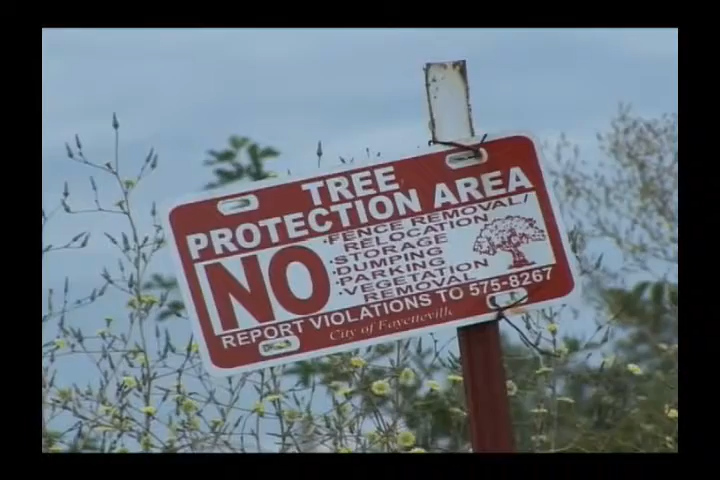 TREE
PROTECTION AREA
NO
·FENCE REMOVAL/
RELOCATION
·STORAGE
·DUMPING
·PARKING
·VEGETATION
REMOVAL
REPORT VIOLATIONS TO 575-8267
City of Fayetteville